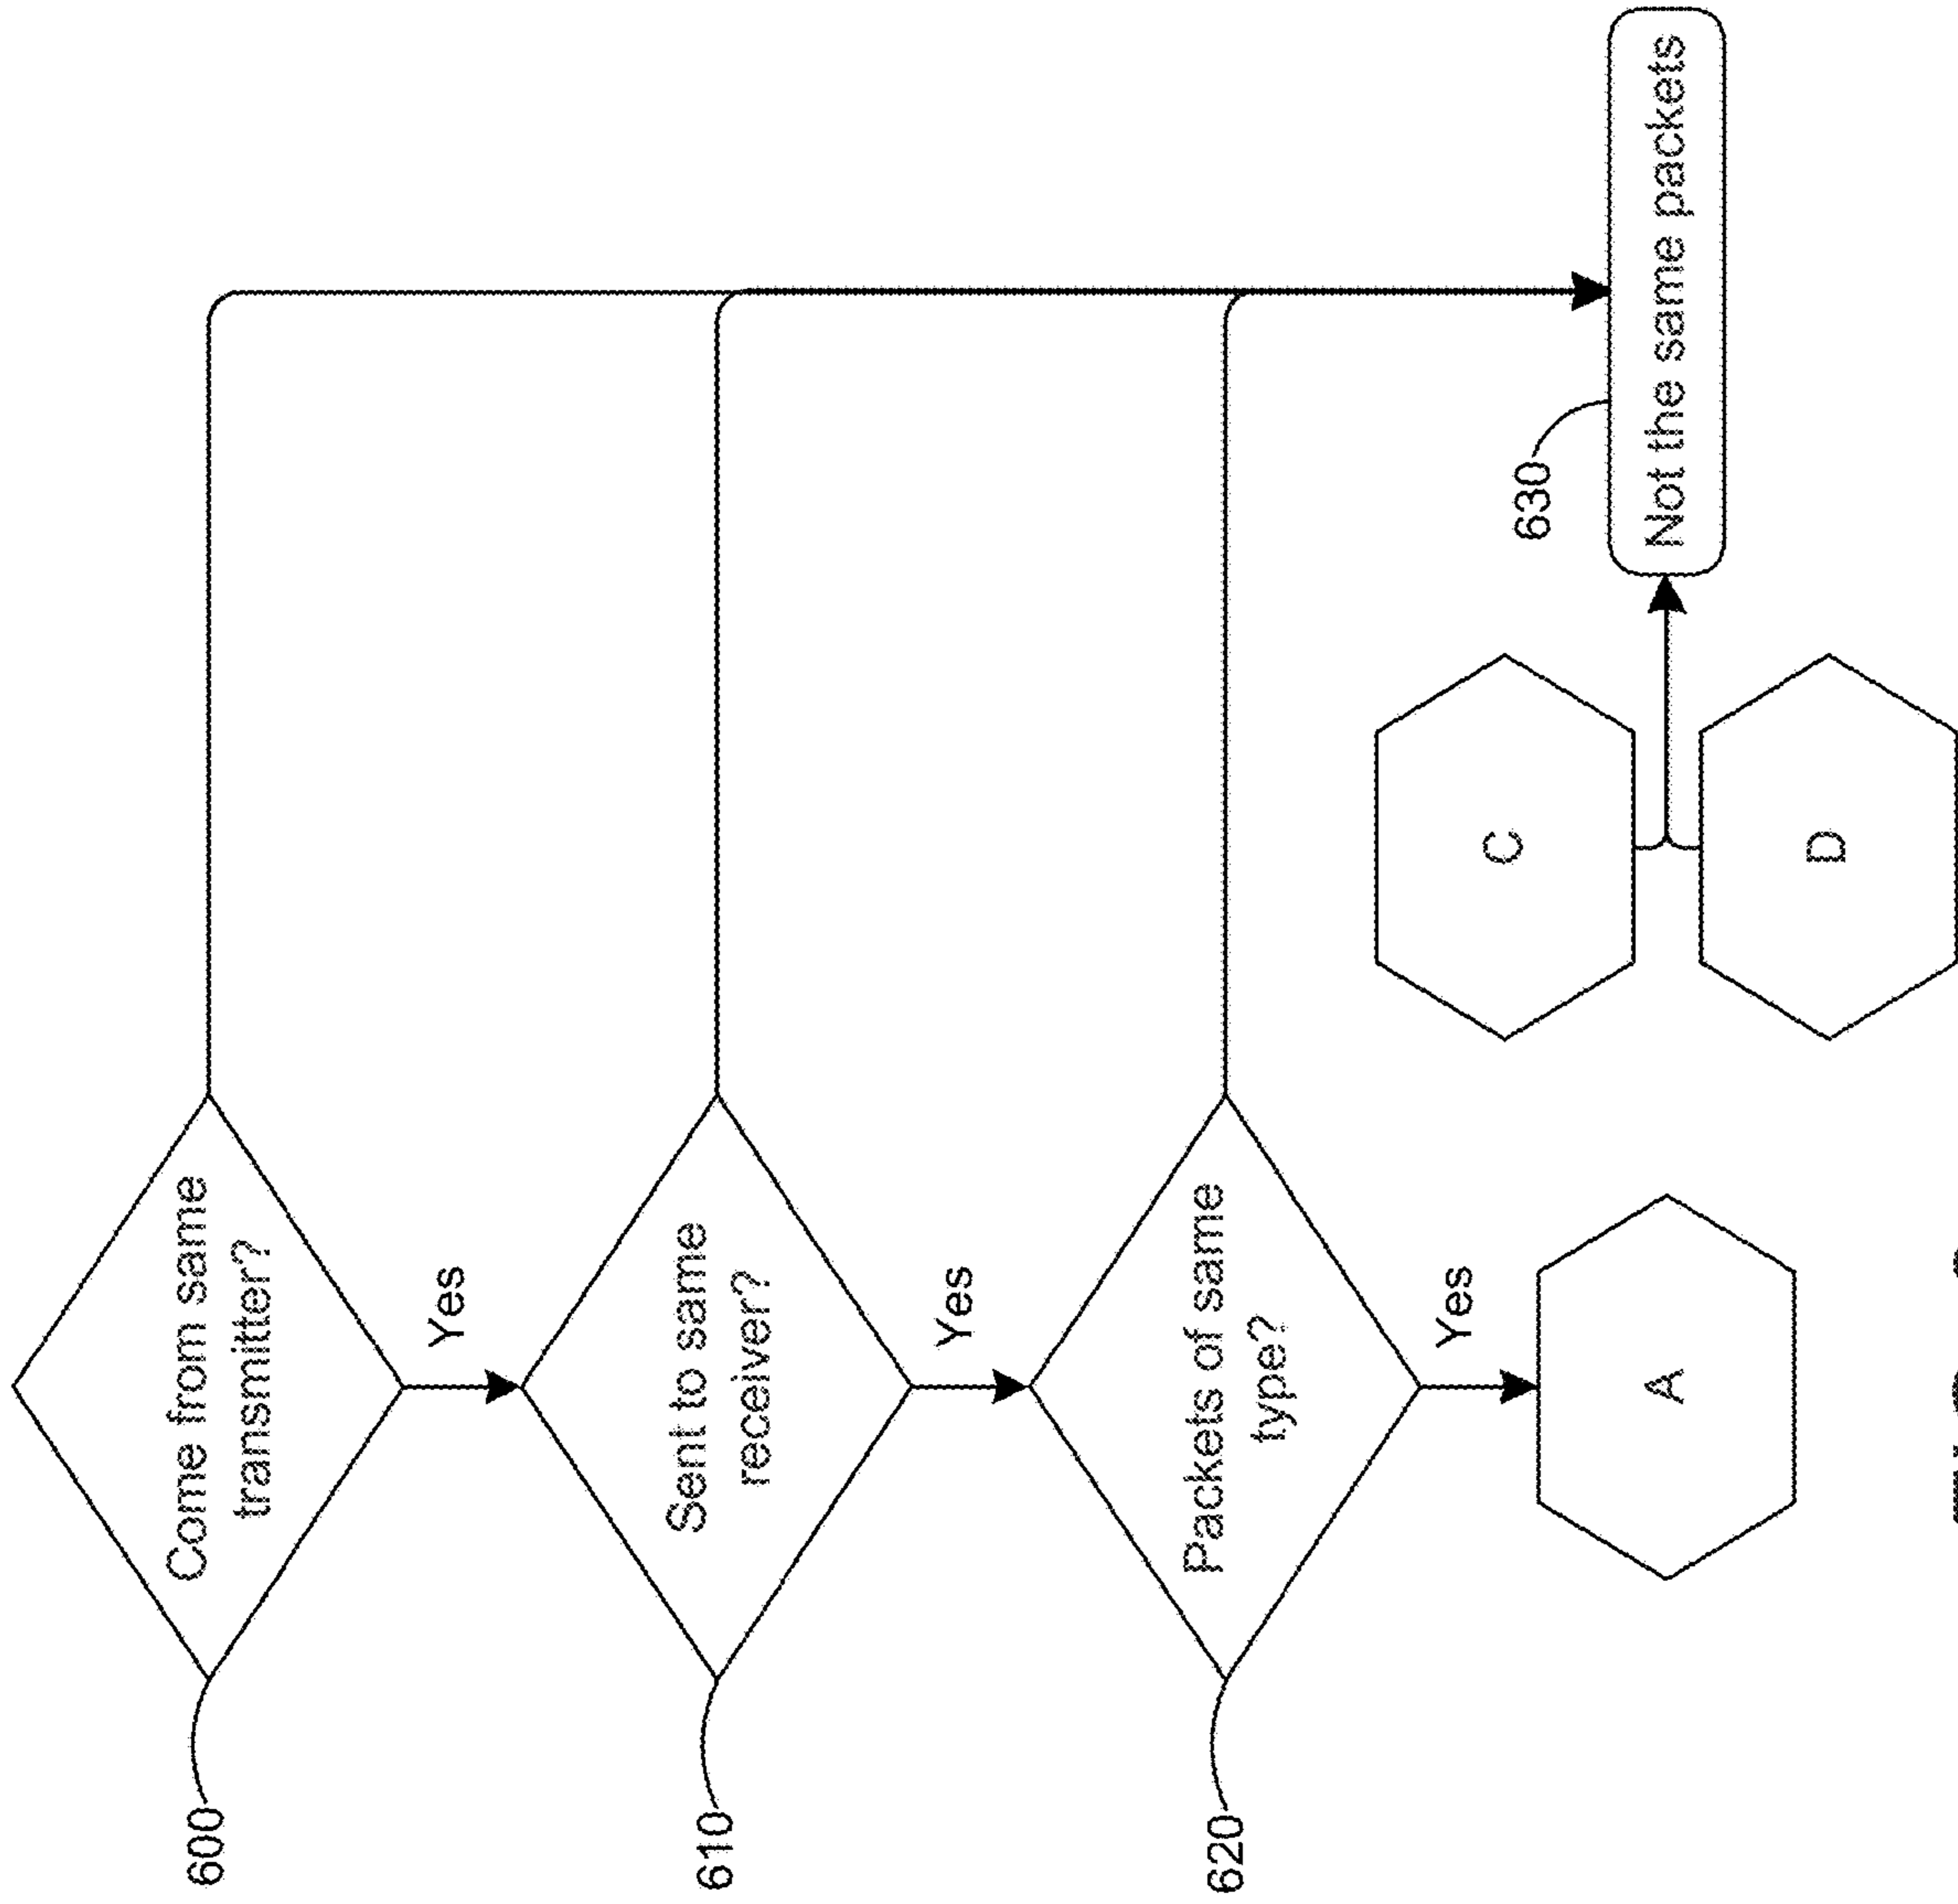 600
Come from same
transmitter?
Yes
610
Sent to same
receiver?
Yes
620
Packets of same
type?
Yes
A
C
D
630
Not the same packets